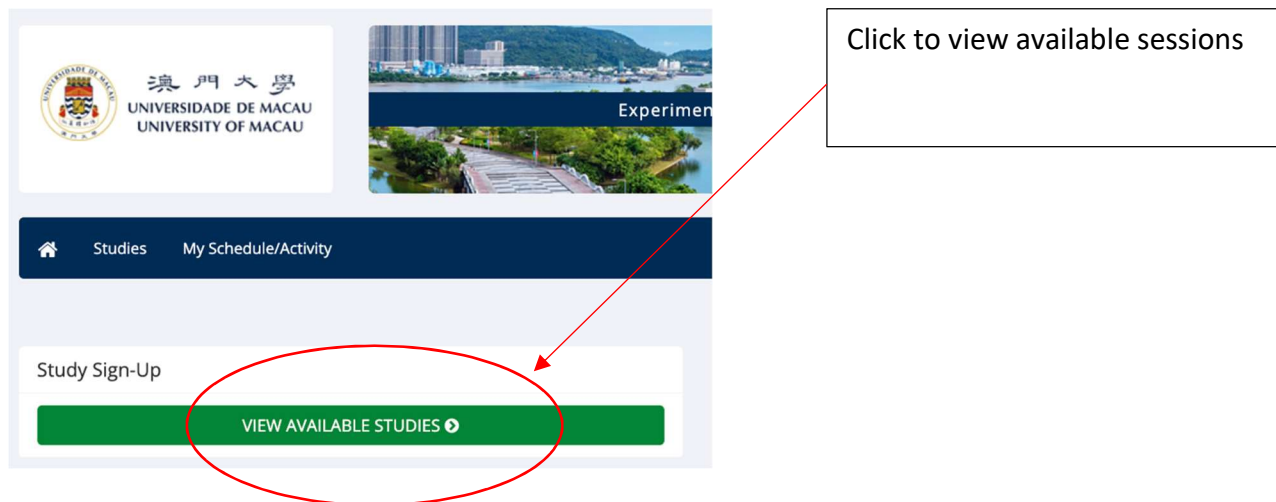 澳門大學
UNIVERSIDADE DE MACAU
UNIVERSITY OF MACAU
Experimen
Click to view available sessions
Studies My Schedule/Activity
Study Sign-Up
VIEW AVAILABLE STUDIES